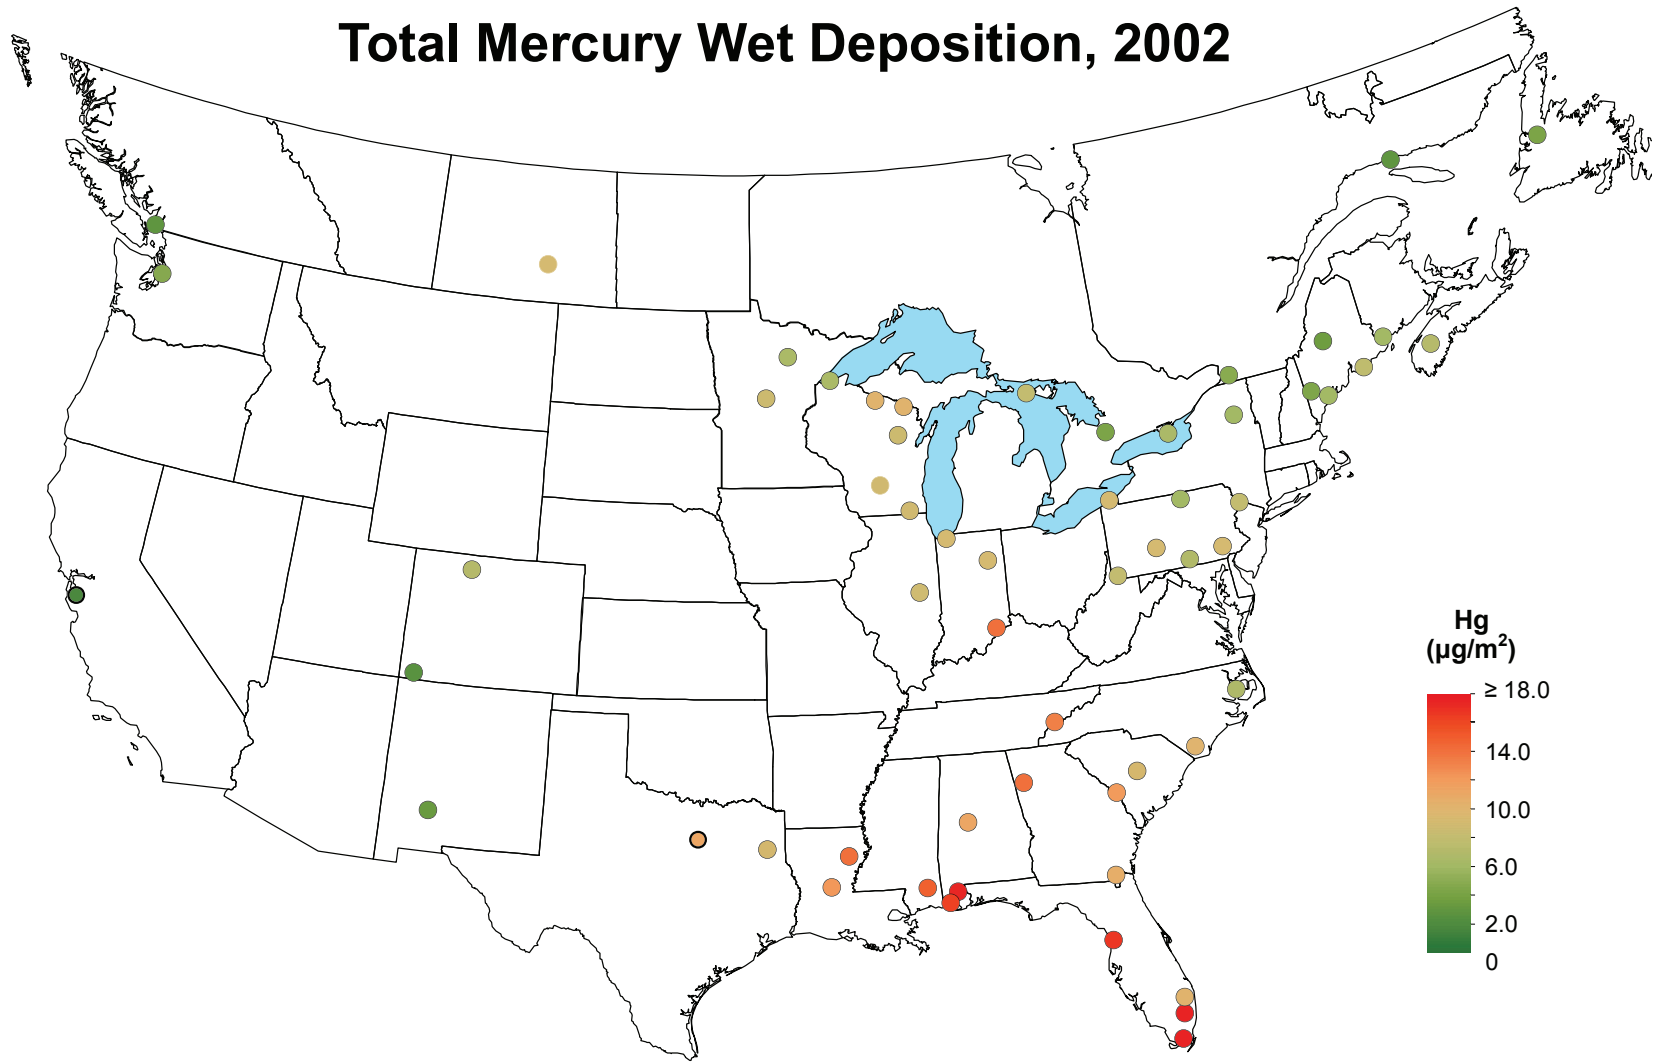 Total Mercury Wet Deposition, 2002
Hg
(µg/m²)
≥ 18.0
14.0
10.0
6.0
2.0
0